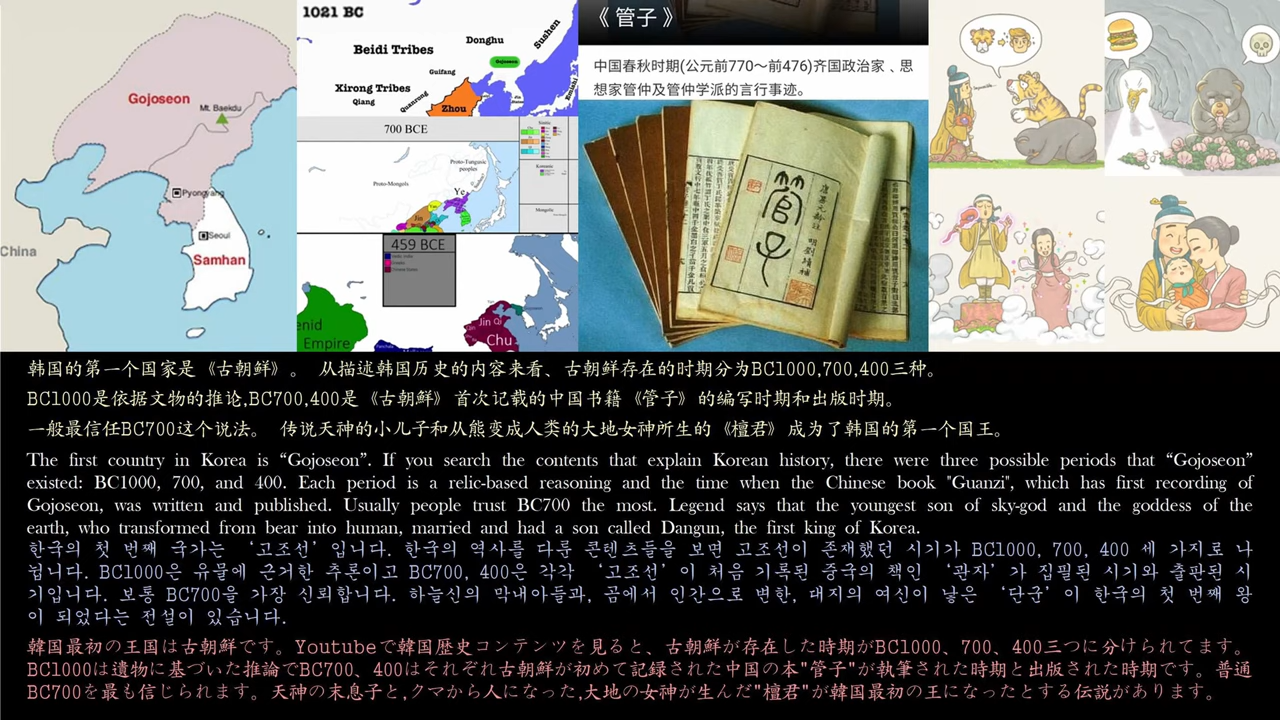 Gojoseon
Mt. Baekdu
Pyongyang
Seoul
Samhan
China
1021 BC
Beidi Tribes
Donghu
Sushen
Gojoseon
Guifang
Xirong Tribes
Qiang
Quanrong
Zhou
700 BCE
Proto-Tungusic
peoples
Proto-Mongols
Ye
Jin
459 BCE
enid
Empire
Jin Qi
Chu
《管子》
中国春秋时期(公元前770～前476)齐国政治家、思
想家管仲及管仲学派的言行事迹。
管子
韩国的第一个国家是《古朝鲜》。 从描述韩国历史的内容来看、古朝鲜存在的时期分为BC1000,700,400三种。
BC1000是依据文物的推论,BC700,400是《古朝鲜》首次记载的中国书籍《管子》的编写时期和出版时期。
一般最信任BC700这个说法。 传说天神的小儿子和从熊变成人类的大地女神所生的《檀君》成为了韩国的第一个国王。
The first country in Korea is “Gojoseon”. If you search the contents that explain Korean history, there were three possible periods that “Gojoseon”
existed: BC1000, 700, and 400. Each period is a relic-based reasoning and the time when the Chinese book "Guanzi", which has first recording of
Gojoseon, was written and published. Usually people trust BC700 the most. Legend says that the youngest son of sky-god and the goddess of the
earth, who transformed from bear into human, married and had a son called Dangun, the first king of Korea.
한국의 첫 번째 국가는 ‘고조선’입니다. 한국의 역사를 다룬 콘텐츠들을 보면 고조선이 존재했던 시기가 BC1000, 700, 400 세 가지로 나
뉩니다. BC1000은 유물에 근거한 추론이고 BC700, 400은 각각 ‘고조선’이 처음 기록된 중국의 책인 ‘관자’가 집필된 시기와 출판된 시
기입니다. 보통 BC700을 가장 신뢰합니다. 하늘신의 막내아들과, 곰에서 인간으로 변한, 대지의 여신이 낳은 ‘단군’이 한국의 첫 번째 왕
이 되었다는 전설이 있습니다.
韓国最初の王国は古朝鮮です。Youtubeで韓国歴史コンテンツを見ると、古朝鮮が存在した時期がBC1000、700、400三つに分けられてます。
BC1000は遺物に基づいた推論でBC700、400はそれぞれ古朝鮮が初めて記録された中国の本"管子"が執筆された時期と出版された時期です。普通
BC700を最も信じられます。天神の末息子と,クマから人になった,大地の女神が生んだ"檀君"が韓国最初の王になったとする伝説があります。